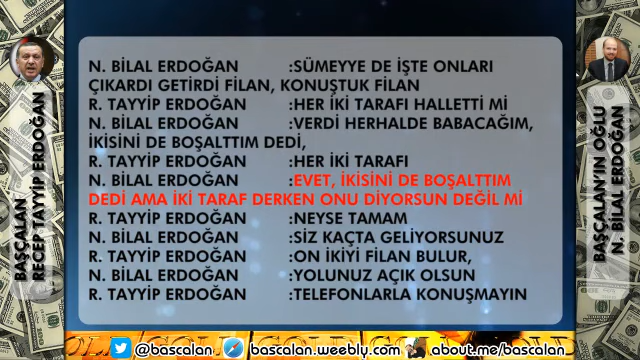 N. BİLAL ERDOĞAN :SÜMEYYE DE İŞTE ONLARI
ÇIKARDI GETİRDİ FİLAN, KONUŞTUK FİLAN
R. TAYYİP ERDOĞAN :HER İKİ TARAFI HALLETTİ Mİ
N. BİLAL ERDOĞAN :VERDİ HERHALDE BABACAĞIM,
İKİSİNİ DE BOŞALTTIM DEDİ,
R. TAYYİP ERDOĞAN :HER İKİ TARAFI
N. BİLAL ERDOĞAN :EVET, İKİSİNİ DE BOŞALTTIM
DEDİ AMA İKİ TARAF DERKEN ONU DİYORSUN DEĞİL Mİ
R. TAYYİP ERDOĞAN :NEYSE TAMAM
N. BİLAL ERDOĞAN :SİZ KAÇTA GELİYORSUNUZ
R. TAYYİP ERDOĞAN :ON İKİYİ FİLAN BULUR,
N. BİLAL ERDOĞAN :YOLUNUZ AÇIK OLSUN
R. TAYYİP ERDOĞAN :TELEFONLARLA KONUŞMAYIN
BAŞÇALAN
RECEP TAYYİP ERDOĞAN
BAŞÇALAN'IN OĞLU
N. BİLAL ERDOĞAN
@bascalan bascalan.weebly.com about.me/bascalan